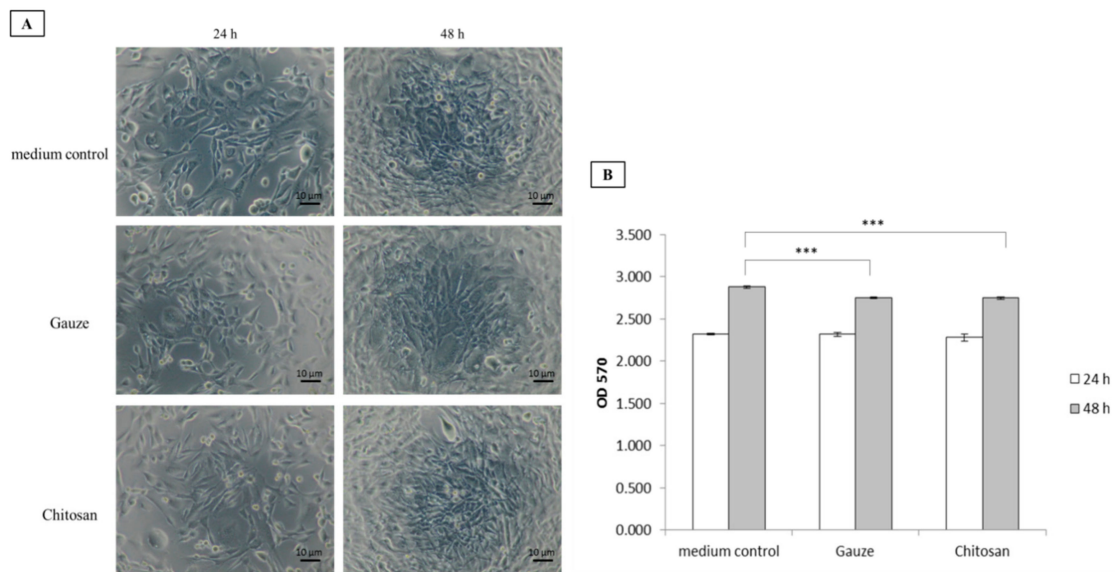 A
24 h 48 h
medium control
10 µm 10 µm
Gauze
10 µm 10 µm
Chitosan
10 µm 10 µm
B
***
***
3.500
3.000
2.500
2.000
1.500
1.000
0.500
0.000
OD 570
medium control Gauze Chitosan
24 h
48 h